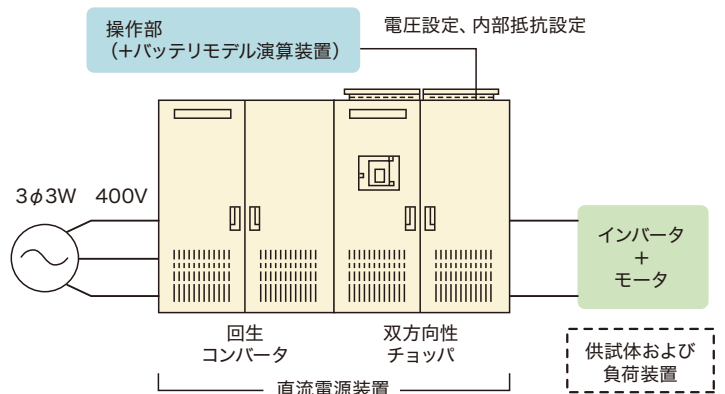 操作部
（+バッテリモデル演算装置）
電圧設定、内部抵抗設定
3φ3W 400V
インバータ
+
モータ
回生
コンバータ
双方向性
チョッパ
供試体および
負荷装置
直流電源装置